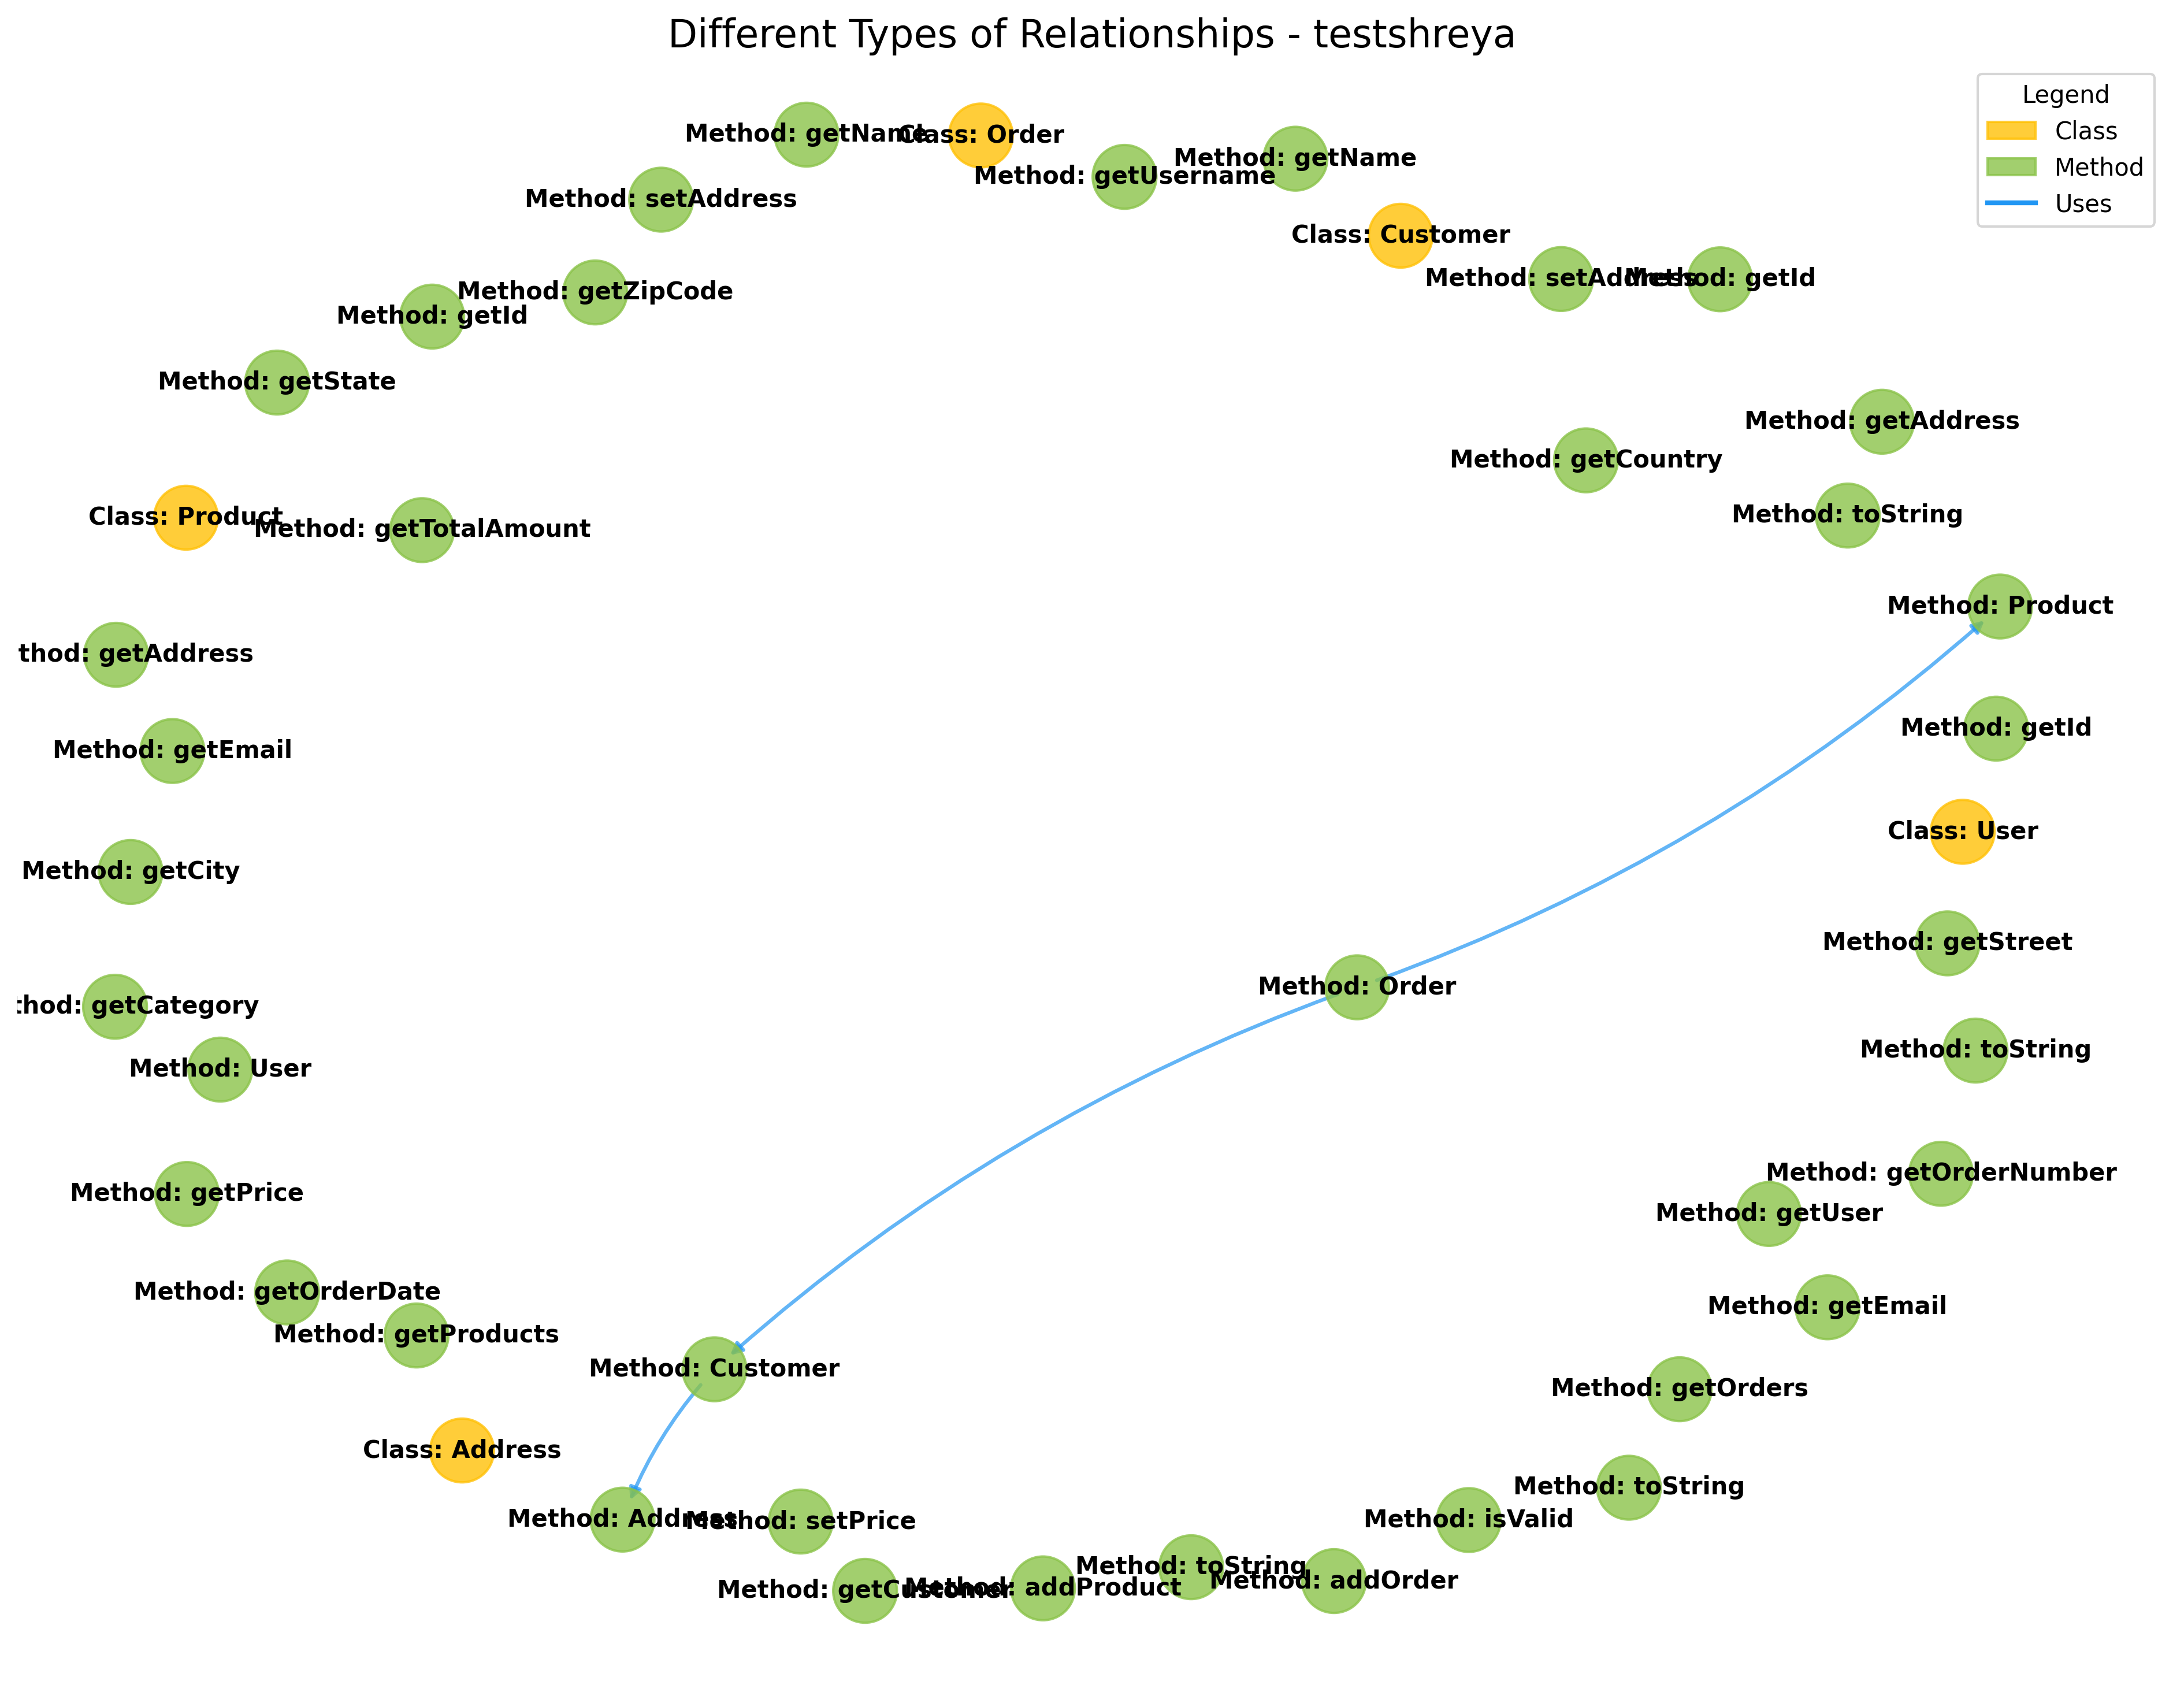 Different Types of Relationships - testshreya
Legend
Class
Method
Uses
Method: getName
Class: Order
Method: getUsername
Method: getName
Method: setAddress
Class: Customer
Method: setAddress
Method: getId
Method: getZipCode
Method: getId
Method: getState
Method: getAddress
Method: getCountry
Class: Product
Method: getTotalAmount
Method: toString
Method: Product
thod: getAddress
Method: getId
Method: getEmail
Class: User
Method: getCity
Method: getStreet
Method: Order
thod: getCategory
Method: toString
Method: User
Method: getOrderNumber
Method: getPrice
Method: getUser
Method: getOrderDate
Method: getEmail
Method: getProducts
Method: Customer
Method: getOrders
Class: Address
Method: toString
Method: Address
Method: setPrice
Method: isValid
Method: toString
Method: addOrder
Method: getCustomer
Method: addProduct